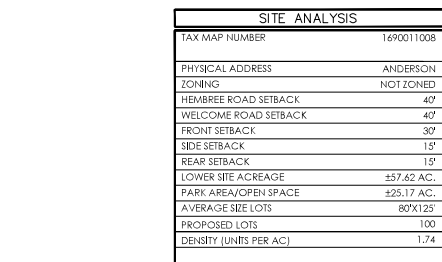 SITE ANALYSIS
TAX MAP NUMBER 1690011008
PHYSICAL ADDRESS ANDERSON
ZONING NOT ZONED
HEMBREE ROAD SETBACK 40'
WELCOME ROAD SETBACK 40'
FRONT SETBACK 30'
SIDE SETBACK 15'
REAR SETBACK 15'
LOWER SITE ACREAGE ±57.62 AC.
PARK AREA/OPEN SPACE ±25.17 AC.
AVERAGE SIZE LOTS 80'X125'
PROPOSED LOTS 100
DENSITY (UNITS PER AC) 1.74